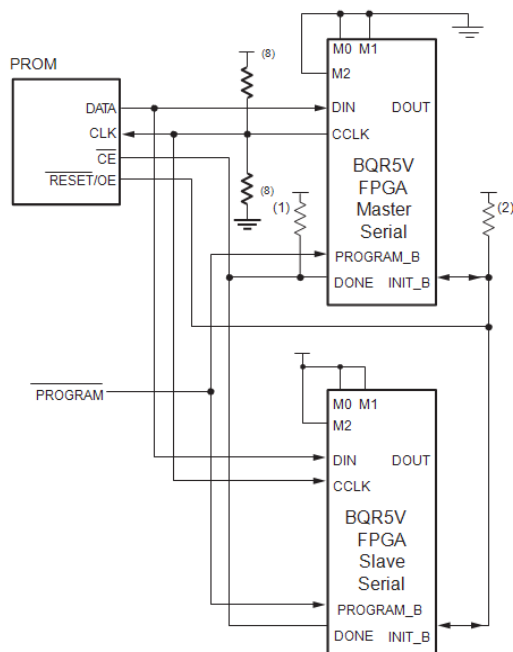 (8)
M0 M1
M2
PROM
DATA
DIN
DOUT
CLK
CCLK
CE
BQR5V
FPGA
Master
Serial
RESET/OE
(8)
(1)
(2)
PROGRAM_B
DONE
INIT_B
PROGRAM
M0 M1
M2
DIN
DOUT
CCLK
BQR5V
FPGA
Slave
Serial
PROGRAM_B
DONE
INIT_B